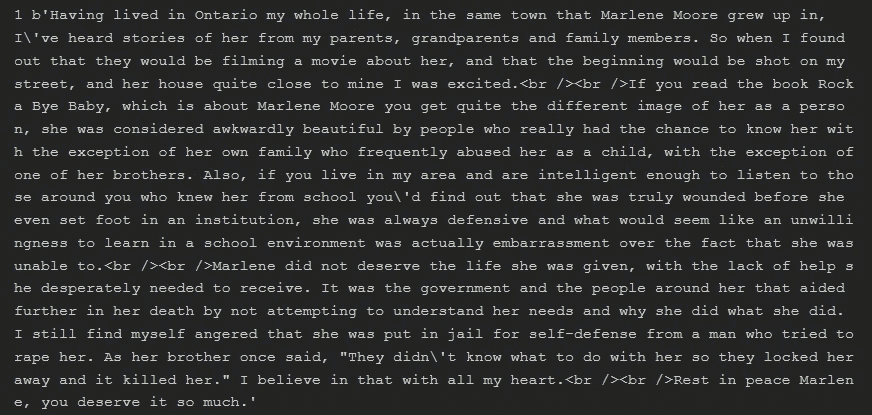 1 b'Having lived in Ontario my whole life, in the same town that Marlene Moore grew up in,
I\'ve heard stories of her from my parents, grandparents and family members. So when I found
out that they would be filming a movie about her, and that the beginning would be shot on my
street, and her house quite close to mine I was excited.<br /><br />If you read the book Rock
a Bye Baby, which is about Marlene Moore you get quite the different image of her as a perso
n, she was considered awkwardly beautiful by people who really had the chance to know her wit
h the exception of her own family who frequently abused her as a child, with the exception of
one of her brothers. Also, if you live in my area and are intelligent enough to listen to tho
se around you who knew her from school you\'d find out that she was truly wounded before she
even set foot in an institution, she was always defensive and what would seem like an unwilli
ngness to learn in a school environment was actually embarrassment over the fact that she was
unable to.<br /><br />Marlene did not deserve the life she was given, with the lack of help s
he desperately needed to receive. It was the government and the people around her that aided
further in her death by not attempting to understand her needs and why she did what she did.
I still find myself angered that she was put in jail for self-defense from a man who tried to
rape her. As her brother once said, "They didn\'t know what to do with her so they locked her
away and it killed her." I believe in that with all my heart.<br /><br />Rest in peace Marlen
e, you deserve it so much.'